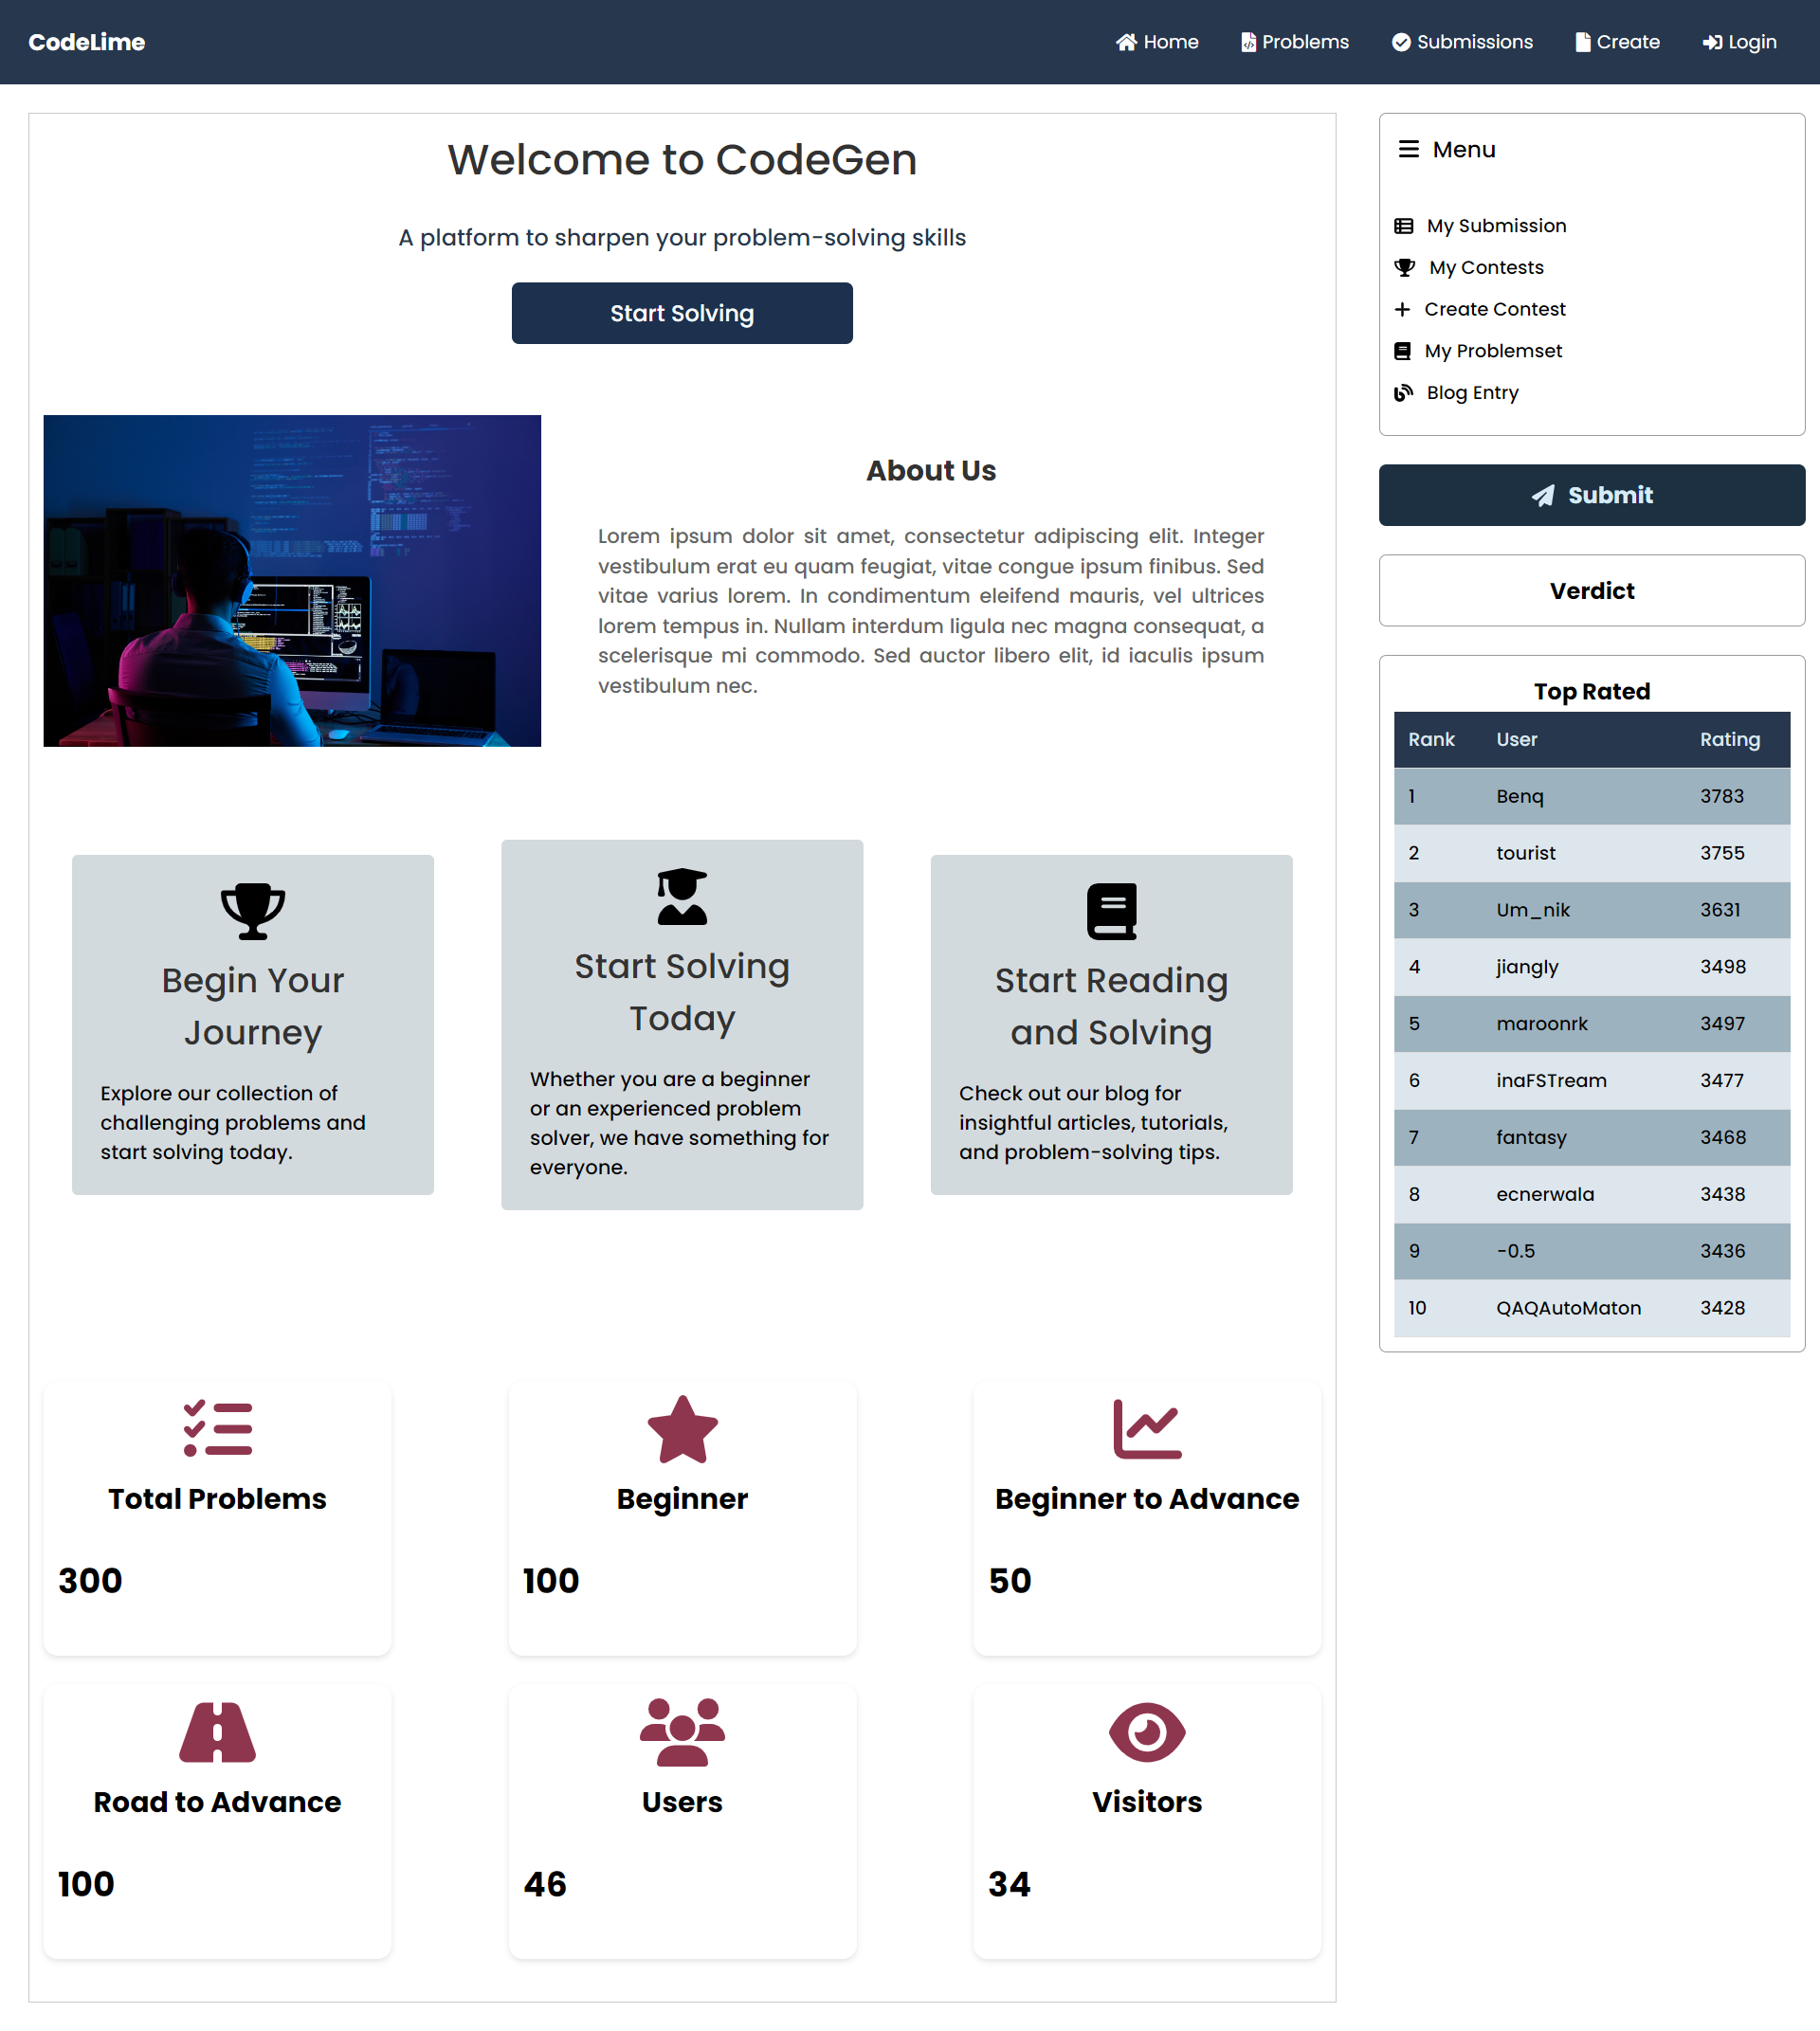 CodeLime
Home
Problems
Submissions
Create
Login
Welcome to CodeGen
A platform to sharpen your problem-solving skills
Start Solving
About Us
Lorem ipsum dolor sit amet, consectetur adipiscing elit. Integer
vestibulum erat eu quam feugiat, vitae congue ipsum finibus. Sed
vitae varius lorem. In condimentum eleifend mauris, vel ultrices
lorem tempus in. Nullam interdum ligula nec magna consequat, a
scelerisque mi commodo. Sed auctor libero elit, id iaculis ipsum
vestibulum nec.
Begin Your
Journey
Explore our collection of
challenging problems and
start solving today.
Start Solving
Today
Whether you are a beginner
or an experienced problem
solver, we have something for
everyone.
Start Reading
and Solving
Check out our blog for
insightful articles, tutorials,
and problem-solving tips.
Total Problems
300
Beginner
100
Beginner to Advance
50
Road to Advance
100
Users
46
Visitors
34
Menu
My Submission
My Contests
Create Contest
My Problemset
Blog Entry
Submit
Verdict
Top Rated
Rank User Rating
1 Benq 3783
2 tourist 3755
3 Um_nik 3631
4 jiangly 3498
5 maroonrk 3497
6 inaFSTream 3477
7 fantasy 3468
8 ecnerwala 3438
9 -0.5 3436
10 QAQAutoMaton 3428